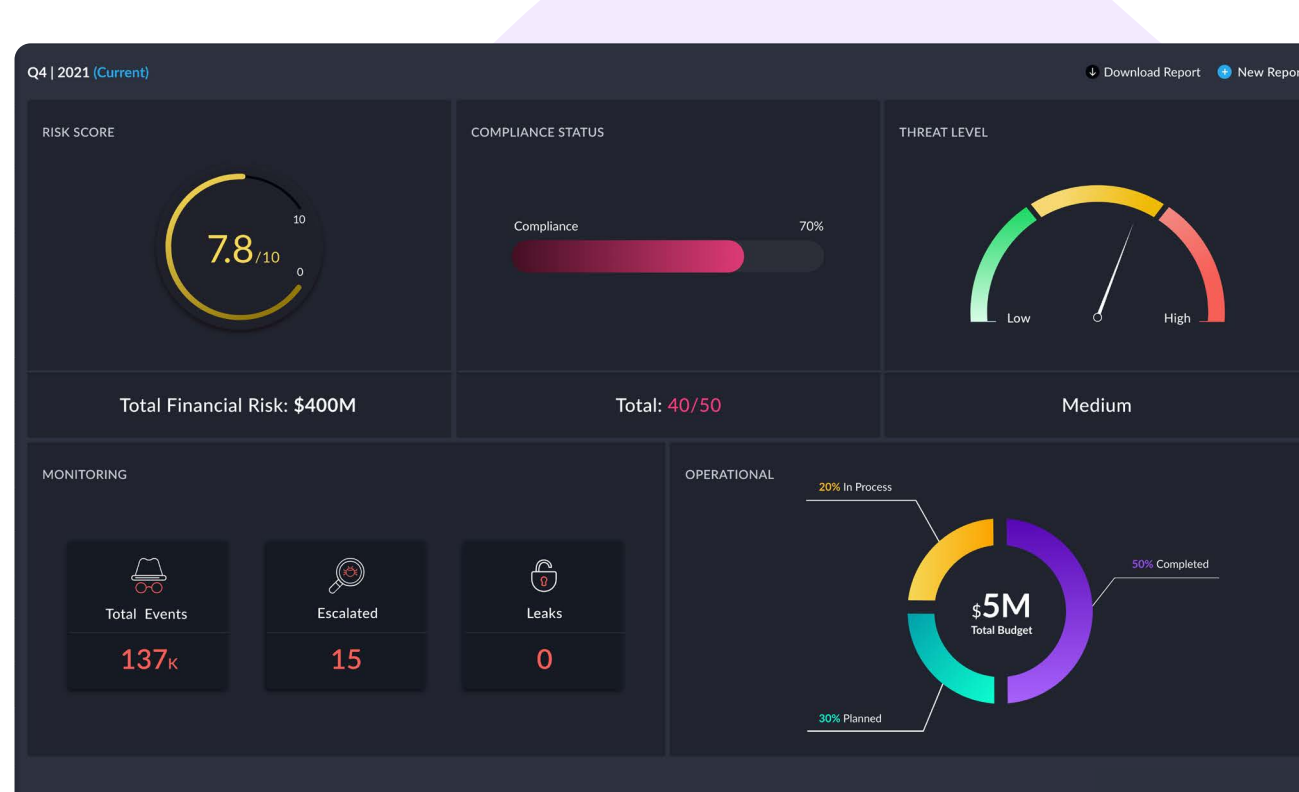 Q4 | 2021 (Current)
Download Report
New Repor
RISK SCORE
10
7.8/10
0
Total Financial Risk: $400M
COMPLIANCE STATUS
Compliance 70%
Total: 40/50
THREAT LEVEL
Low
High
Medium
MONITORING
Total Events
137K
Escalated
15
Leaks
0
OPERATIONAL
20% In Process
50% Completed
$5M
Total Budget
30% Planned